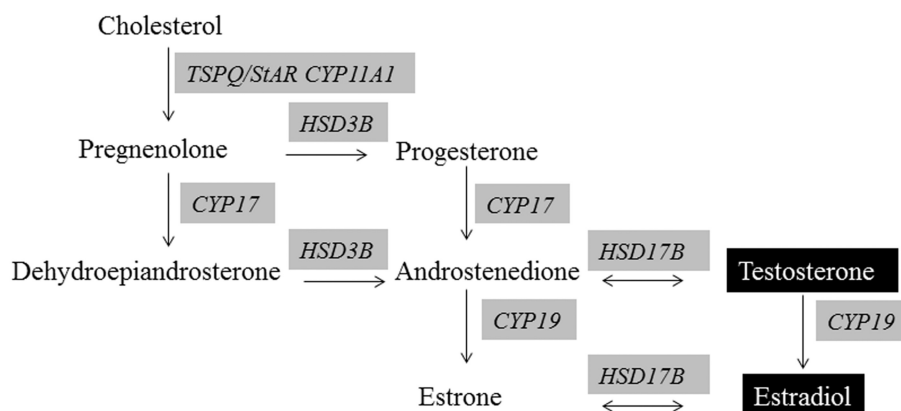 Cholesterol
TSPQ/StAR CYP11A1
HSD3B
Pregnenolone
Progesterone
CYP17
CYP17
HSD3B
HSD17B
Dehydroepiandrosterone
Androstenedione
Testosterone
CYP19
CYP19
HSD17B
Estrone
Estradiol